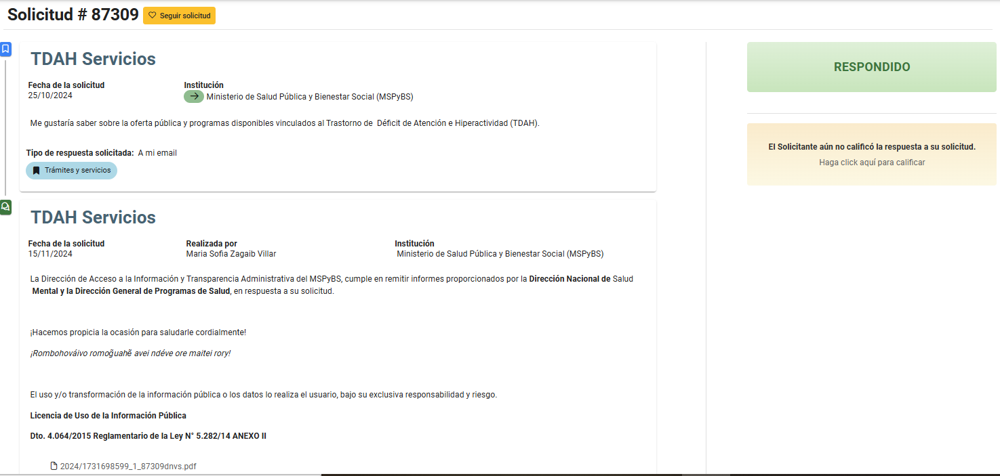 Solicitud # 87309
Seguir solicitud
TDAH Servicios
Fecha de la solicitud
25/10/2024
Institución
Ministerio de Salud Pública y Bienestar Social (MSPyBS)
Me gustaría saber sobre la oferta pública y programas disponibles vinculados al Trastorno de Déficit de Atención e Hiperactividad (TDAH).
Tipo de respuesta solicitada: A mi email
Trámites y servicios
TDAH Servicios
Fecha de la solicitud
15/11/2024
Realizada por
Maria Sofia Zagaib Villar
Institución
Ministerio de Salud Pública y Bienestar Social (MSPyBS)
La Dirección de Acceso a la Información y Transparencia Administrativa del MSPyBS, cumple en remitir informes proporcionados por la Dirección Nacional de Salud
Mental y la Dirección General de Programas de Salud, en respuesta a su solicitud.
¡Hacemos propicia la ocasión para saludarle cordialmente!
¡Rombohováivo romog̃uahẽ avei ndéve ore maitei rory!
El uso y/o transformación de la información pública o los datos lo realiza el usuario, bajo su exclusiva responsabilidad y riesgo.
Licencia de Uso de la Información Pública
Dto. 4.064/2015 Reglamentario de la Ley N° 5.282/14 ANEXO II
2024/1731698599_1_87309dnvs.pdf
RESPONDIDO
El Solicitante aún no calificó la respuesta a su solicitud.
Haga click aquí para calificar